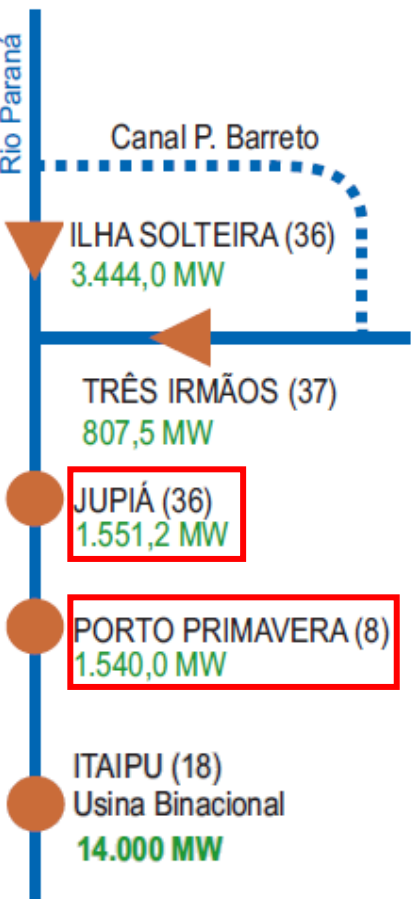 Rio Paraná
Canal P. Barreto
ILHA SOLTEIRA (36)
3.444,0 MW
TRÊS IRMÃOS (37)
807,5 MW
JUPIÁ (36)
1.551,2 MW
PORTO PRIMAVERA (8)
1.540,0 MW
ITAIPU (18)
Usina Binacional
14.000 MW